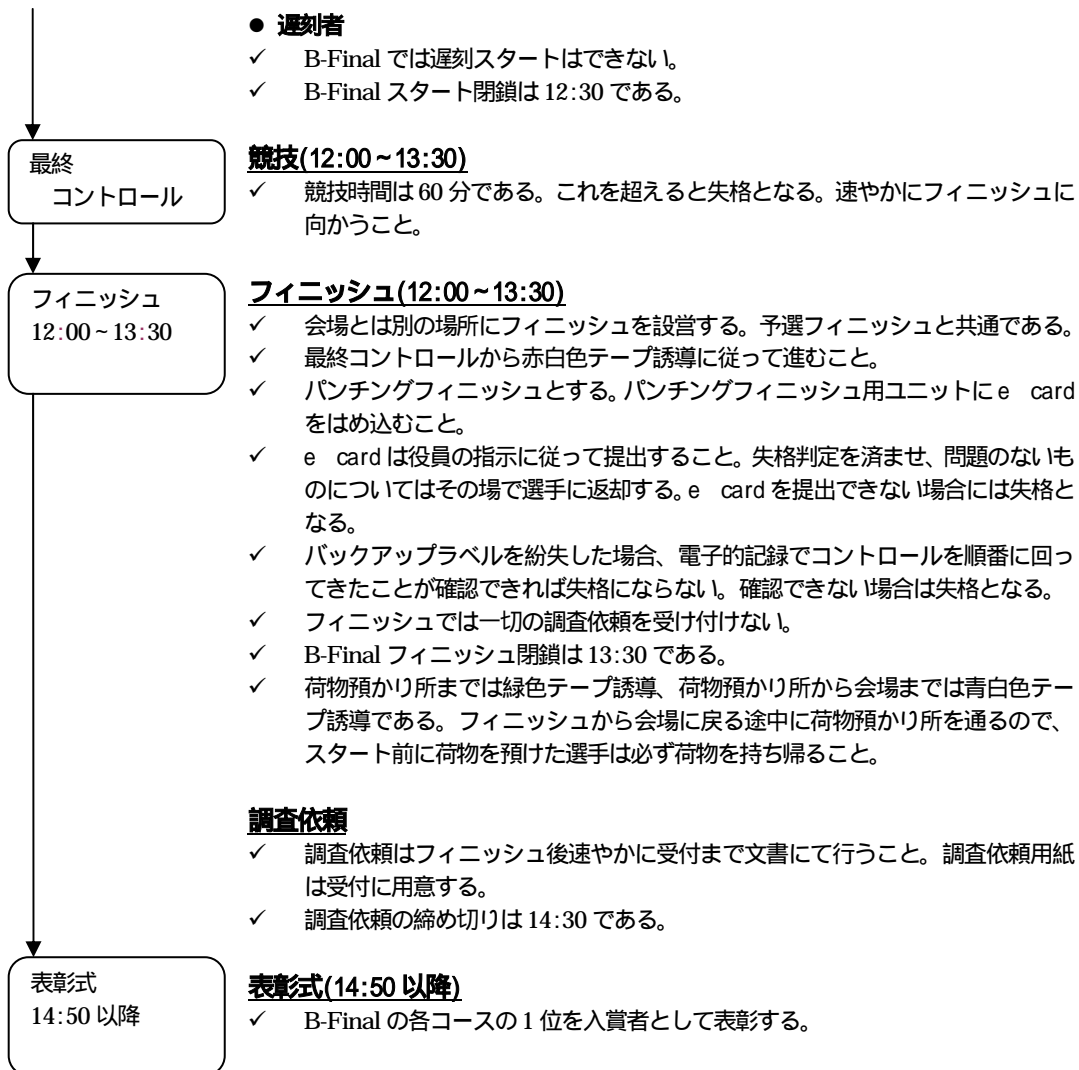 ● 遅刻者
✓ B-Final では遅刻スタートはできない。
✓ B-Final スタート閉鎖は 12:30 である。
最終
コントロール
競技(12:00~13:30)
✓ 競技時間は 60 分である。これを超えると失格となる。速やかにフィニッシュに
向かうこと。
フィニッシュ
12:00~13:30
フィニッシュ(12:00~13:30)
✓ 会場とは別の場所にフィニッシュを設営する。予選フィニッシュと共通である。
✓ 最終コントロールから赤白色テープ誘導に従って進むこと。
✓ パンチングフィニッシュとする。パンチングフィニッシュ用ユニットに e card
をはめ込むこと。
✓ e card は役員の指示に従って提出すること。失格判定を済ませ、問題のないも
のについてはその場で選手に返却する。e card を提出できない場合には失格と
なる。
✓ バックアップラベルを紛失した場合、電子的記録でコントロールを順番に回っ
てきたことが確認できれば失格にならない。確認できない場合は失格となる。
✓ フィニッシュでは一切の調査依頼を受け付けない。
✓ B-Final フィニッシュ閉鎖は 13:30 である。
✓ 荷物預かり所までは緑色テープ誘導、荷物預かり所から会場までは青白色テー
プ誘導である。フィニッシュから会場に戻る途中に荷物預かり所を通るので、
スタート前に荷物を預けた選手は必ず荷物を持ち帰ること。
調査依頼
✓ 調査依頼はフィニッシュ後速やかに受付まで文書にて行うこと。調査依頼用紙
は受付に用意する。
✓ 調査依頼の締め切りは 14:30 である。
表彰式
14:50 以降
表彰式(14:50 以降)
✓ B-Final の各コースの 1 位を入賞者として表彰する。